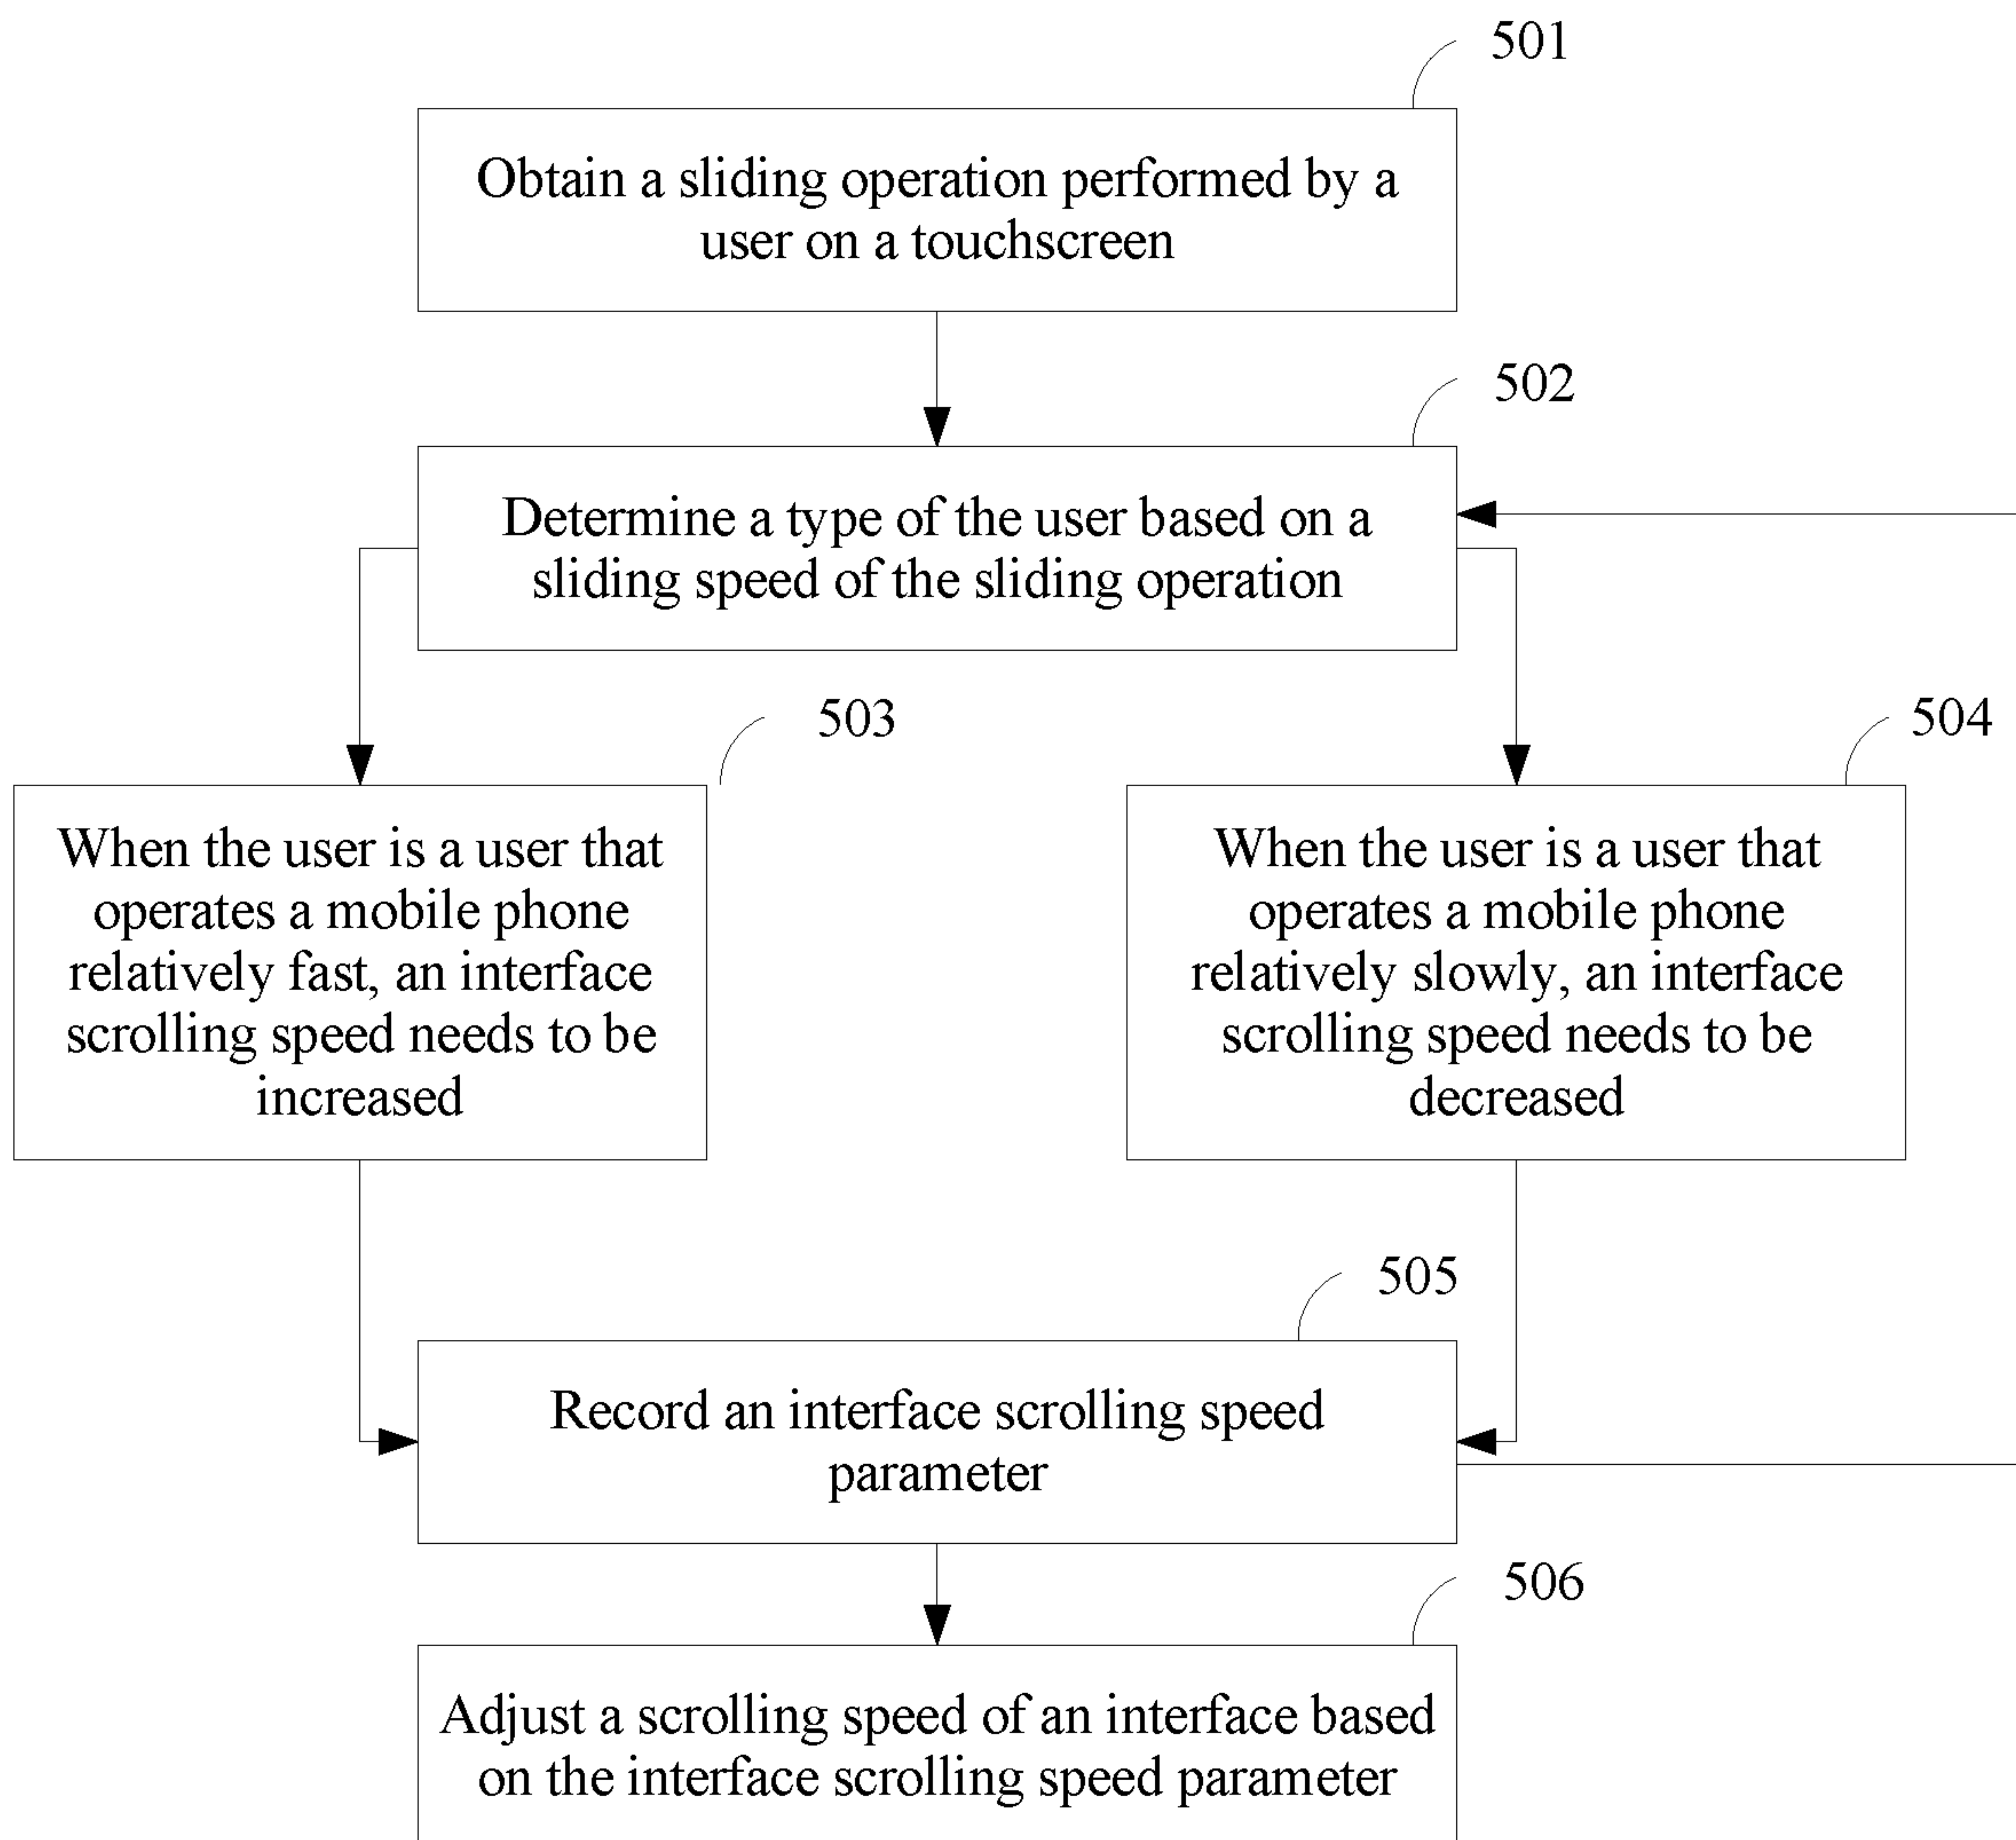 501
Obtain a sliding operation performed by a
user on a touchscreen
502
Determine a type of the user based on a
sliding speed of the sliding operation
503
When the user is a user that
operates a mobile phone
relatively fast, an interface
scrolling speed needs to be
increased
504
When the user is a user that
operates a mobile phone
relatively slowly, an interface
scrolling speed needs to be
decreased
505
Record an interface scrolling speed
parameter
506
Adjust a scrolling speed of an interface based
on the interface scrolling speed parameter